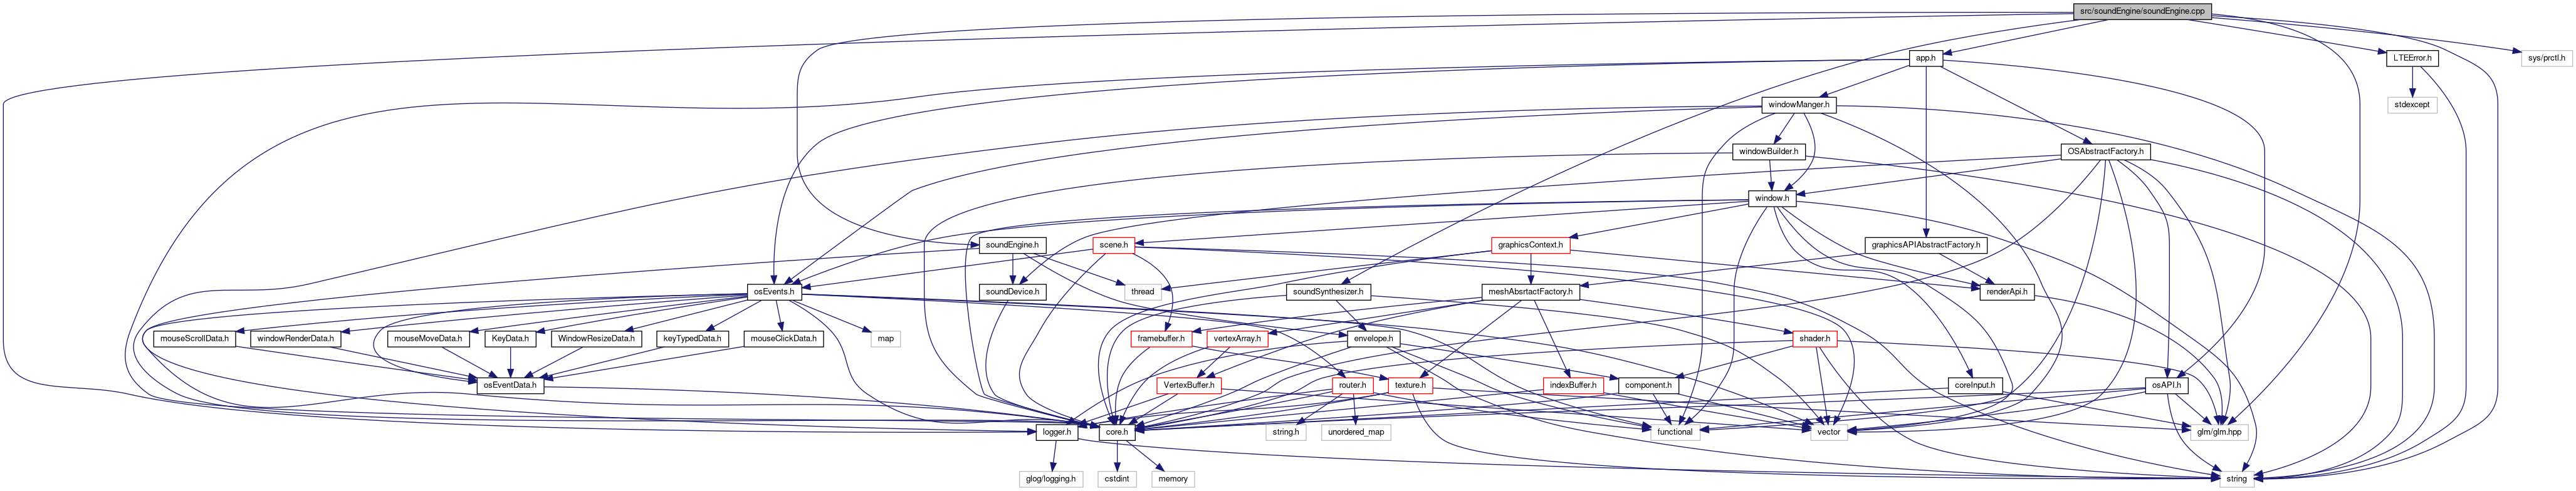 src/soundEngine/soundEngine.cpp
app.h
LTEError.h
sys/prctl.h
windowManger.h
stdexcept
windowBuilder.h
OSAbstractFactory.h
window.h
soundEngine.h
scene.h
graphicsContext.h
graphicsAPIAbstractFactory.h
osEvents.h
soundDevice.h
thread
soundSynthesizer.h
meshAbsrtactFactory.h
renderApi.h
mouseScrollData.h
windowRenderData.h
mouseMoveData.h
KeyData.h
WindowResizeData.h
keyTypedData.h
mouseClickData.h
map
framebuffer.h
vertexArray.h
envelope.h
shader.h
osEventData.h
VertexBuffer.h
router.h
texture.h
indexBuffer.h
component.h
coreInput.h
osAPI.h
logger.h
core.h
string.h
unordered_map
functional
vector
glm/glm.hpp
glog/logging.h
cstdint
memory
string